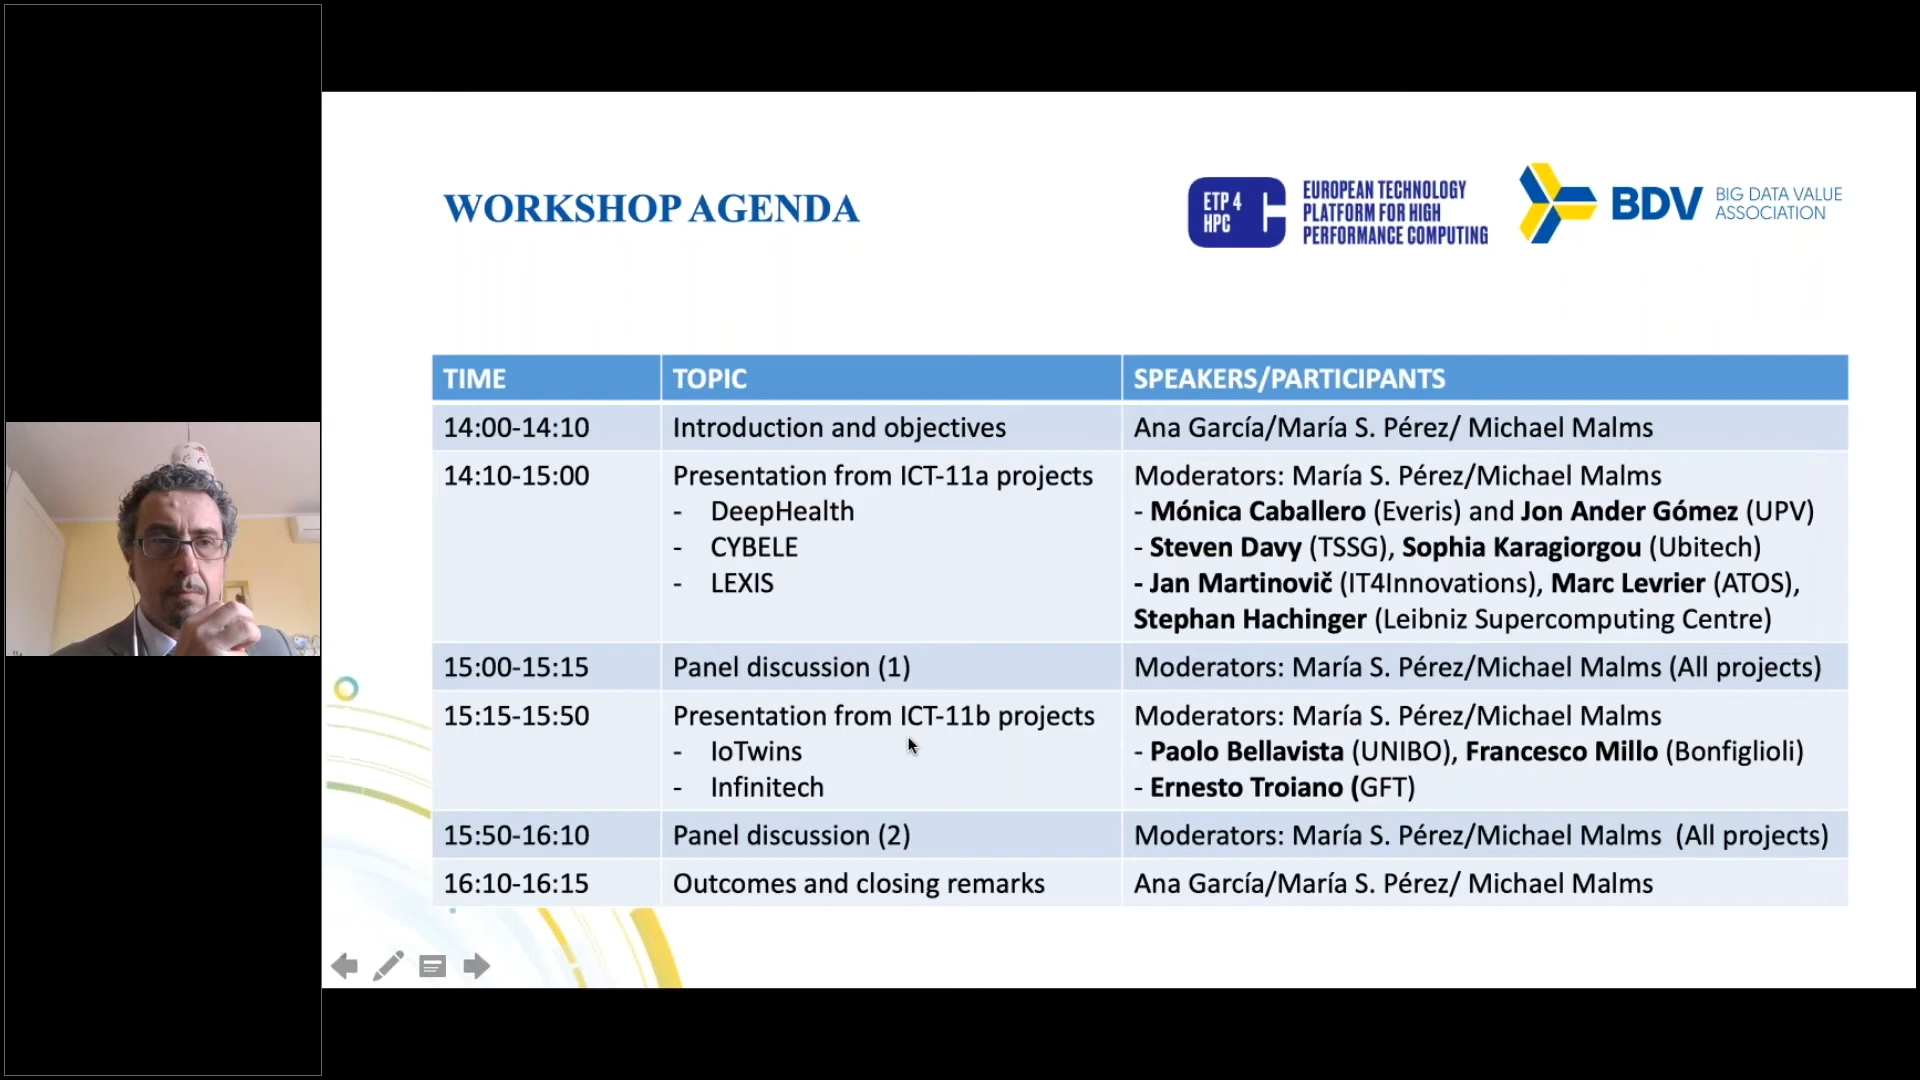 WORKSHOP AGENDA
ETP 4
HPC
EUROPEAN TECHNOLOGY
PLATFORM FOR HIGH
PERFORMANCE COMPUTING
BDV
BIG DATA VALUE
ASSOCIATION
TIME TOPIC SPEAKERS/PARTICIPANTS
14:00-14:10 Introduction and objectives Ana García/María S. Pérez/ Michael Malms
14:10-15:00 Presentation from ICT-11a projects Moderators: María S. Pérez/Michael Malms
- DeepHealth - Mónica Caballero (Everis) and Jon Ander Gómez (UPV)
- CYBELE - Steven Davy (TSSG), Sophia Karagiorgou (Ubitech)
- LEXIS - Jan Martinovič (IT4Innovations), Marc Levrier (ATOS),
Stephan Hachinger (Leibniz Supercomputing Centre)
15:00-15:15 Panel discussion (1) Moderators: María S. Pérez/Michael Malms (All projects)
15:15-15:50 Presentation from ICT-11b projects Moderators: María S. Pérez/Michael Malms
- IoTwins - Paolo Bellavista (UNIBO), Francesco Millo (Bonfiglioli)
- Infinitech - Ernesto Troiano (GFT)
15:50-16:10 Panel discussion (2) Moderators: María S. Pérez/Michael Malms (All projects)
16:10-16:15 Outcomes and closing remarks Ana García/María S. Pérez/ Michael Malms